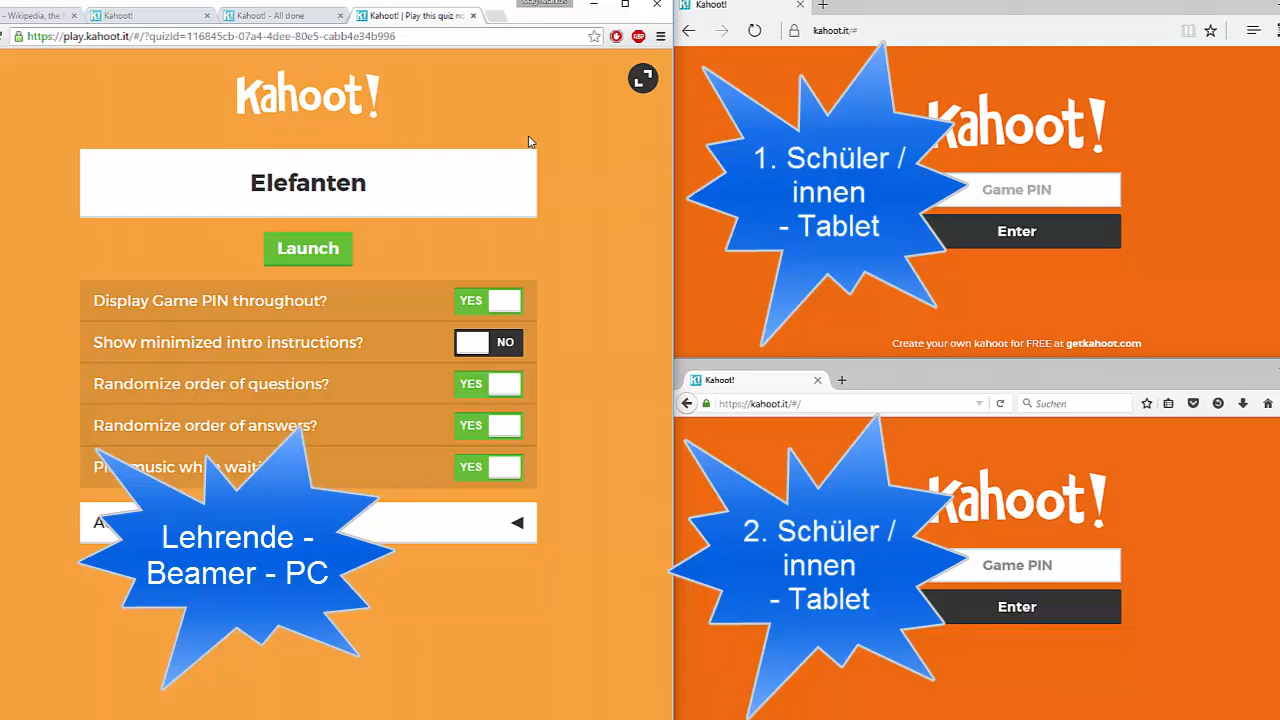 - Wikipedia, the
Kahoot!
Kahoot! - All done
Kahoot! | Play this quiz no
https://play.kahoot.it/#/?quizId=116845cb-07a4-4dee-80e5-cabb4e34b996
ABP
Kahoot!
Elefanten
Launch
Display Game PIN throughout?
YES
Show minimized intro instructions?
NO
Randomize order of questions?
YES
Randomize order of answers?
YES
YES
Lehrende -
Beamer - PC
Kahoot!
kahoot.it/#
Kahoot!
1. Schüler /
innen
- Tablet
Game PIN
Enter
Create your own kahoot for FREE at getkahoot.com
Kahoot!
https://kahoot.it/#/
Suchen
Kahoot!
2. Schüler /
innen
- Tablet
Game PIN
Enter